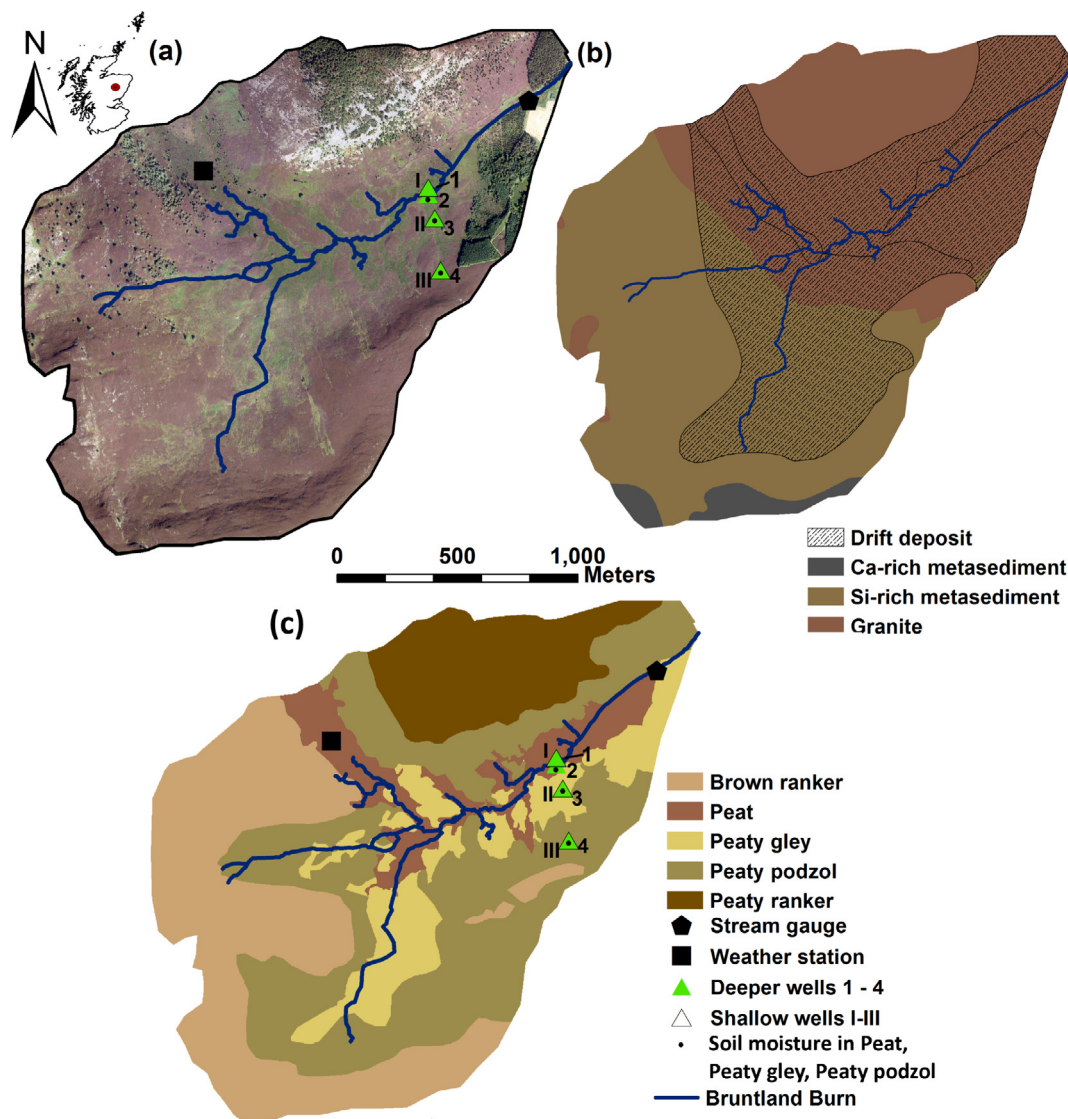 N
(a)
(b)
I
1
2
II
3
III
4
0 500 1,000
Meters
Drift deposit
Ca-rich metasediment
Si-rich metasediment
Granite
(c)
I
1
2
II
3
III
4
Brown ranker
Peat
Peaty gley
Peaty podzol
Peaty ranker
Stream gauge
Weather station
Deeper wells 1 - 4
Shallow wells I-III
Soil moisture in Peat,
Peaty gley, Peaty podzol
Bruntland Burn